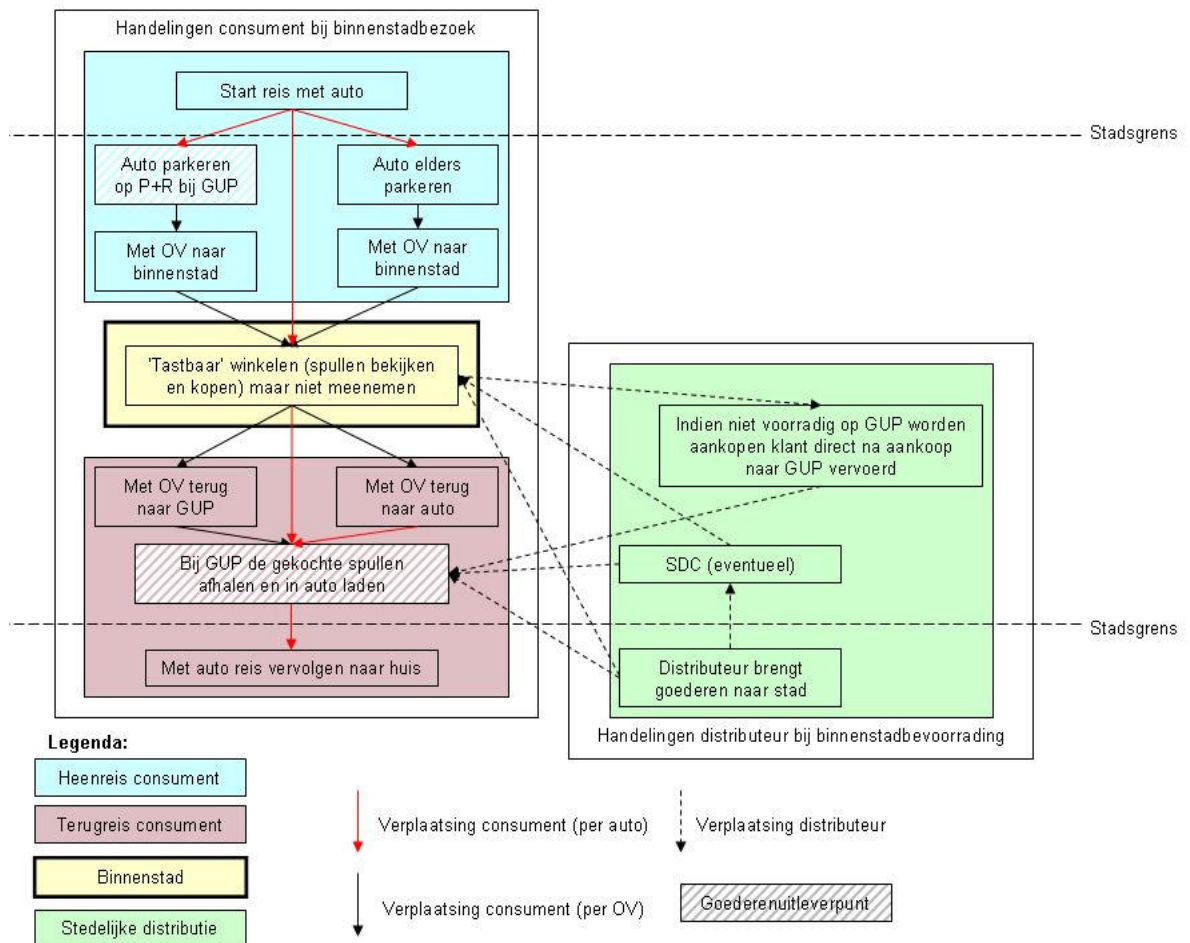 Handelingen consument bij binnenstadbezoek
Start reis met auto
Stadsgrens
Auto parkeren
op P+R bij GUP
Auto elders
parkeren
Met OV naar
binnenstad
Met OV naar
binnenstad
'Tastbaar' winkelen (spullen bekijken
en kopen) maar niet meenemen
Indien niet voorradig op GUP worden
aankopen klant direct na aankoop
naar GUP vervoerd
Met OV terug
naar GUP
Met OV terug
naar auto
Bij GUP de gekochte spullen
afhalen en in auto laden
SDC (eventueel)
Stadsgrens
Met auto reis vervolgen naar huis
Distributeur brengt
goederen naar stad
Handelingen distributeur bij binnenstadbevoorrading
Legenda:
Heenreis consument
Terugreis consument
Binnenstad
Stedelijke distributie
Verplaatsing consument (per auto)
Verplaatsing consument (per OV)
Verplaatsing distributeur
Goederenuitleverpunt